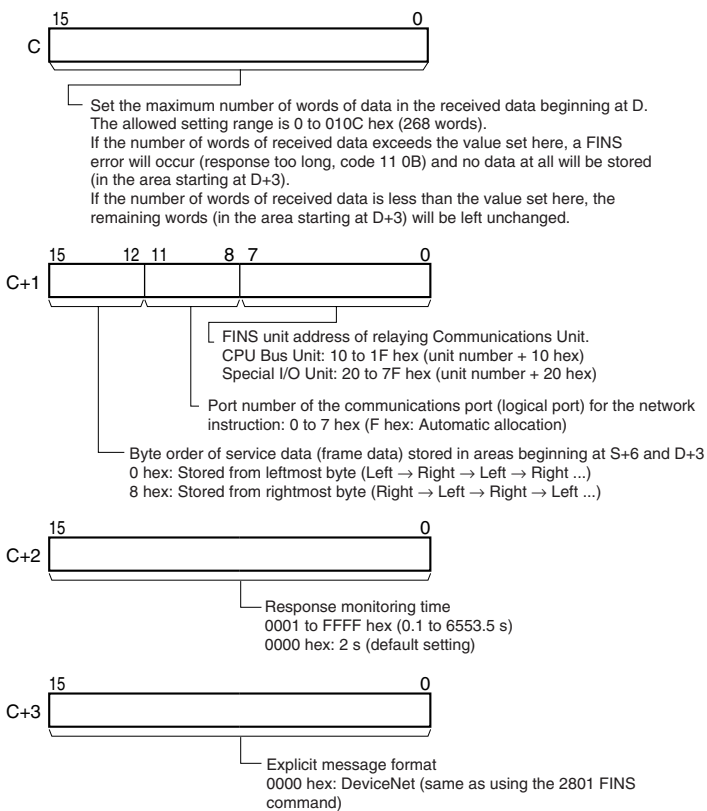 15 0
C
Set the maximum number of words of data in the received data beginning at D.
The allowed setting range is 0 to 010C hex (268 words).
If the number of words of received data exceeds the value set here, a FINS
error will occur (response too long, code 11 0B) and no data at all will be stored
(in the area starting at D+3).
If the number of words of received data is less than the value set here, the
remaining words (in the area starting at D+3) will be left unchanged.
15 12 11 8 7 0
C+1
FINS unit address of relaying Communications Unit.
CPU Bus Unit: 10 to 1F hex (unit number + 10 hex)
Special I/O Unit: 20 to 7F hex (unit number + 20 hex)
Port number of the communications port (logical port) for the network
instruction: 0 to 7 hex (F hex: Automatic allocation)
Byte order of service data (frame data) stored in areas beginning at S+6 and D+3
0 hex: Stored from leftmost byte (Left → Right → Left → Right ...)
8 hex: Stored from rightmost byte (Right → Left → Right → Left ...)
15 0
C+2
Response monitoring time
0001 to FFFF hex (0.1 to 6553.5 s)
0000 hex: 2 s (default setting)
15 0
C+3
Explicit message format
0000 hex: DeviceNet (same as using the 2801 FINS
command)